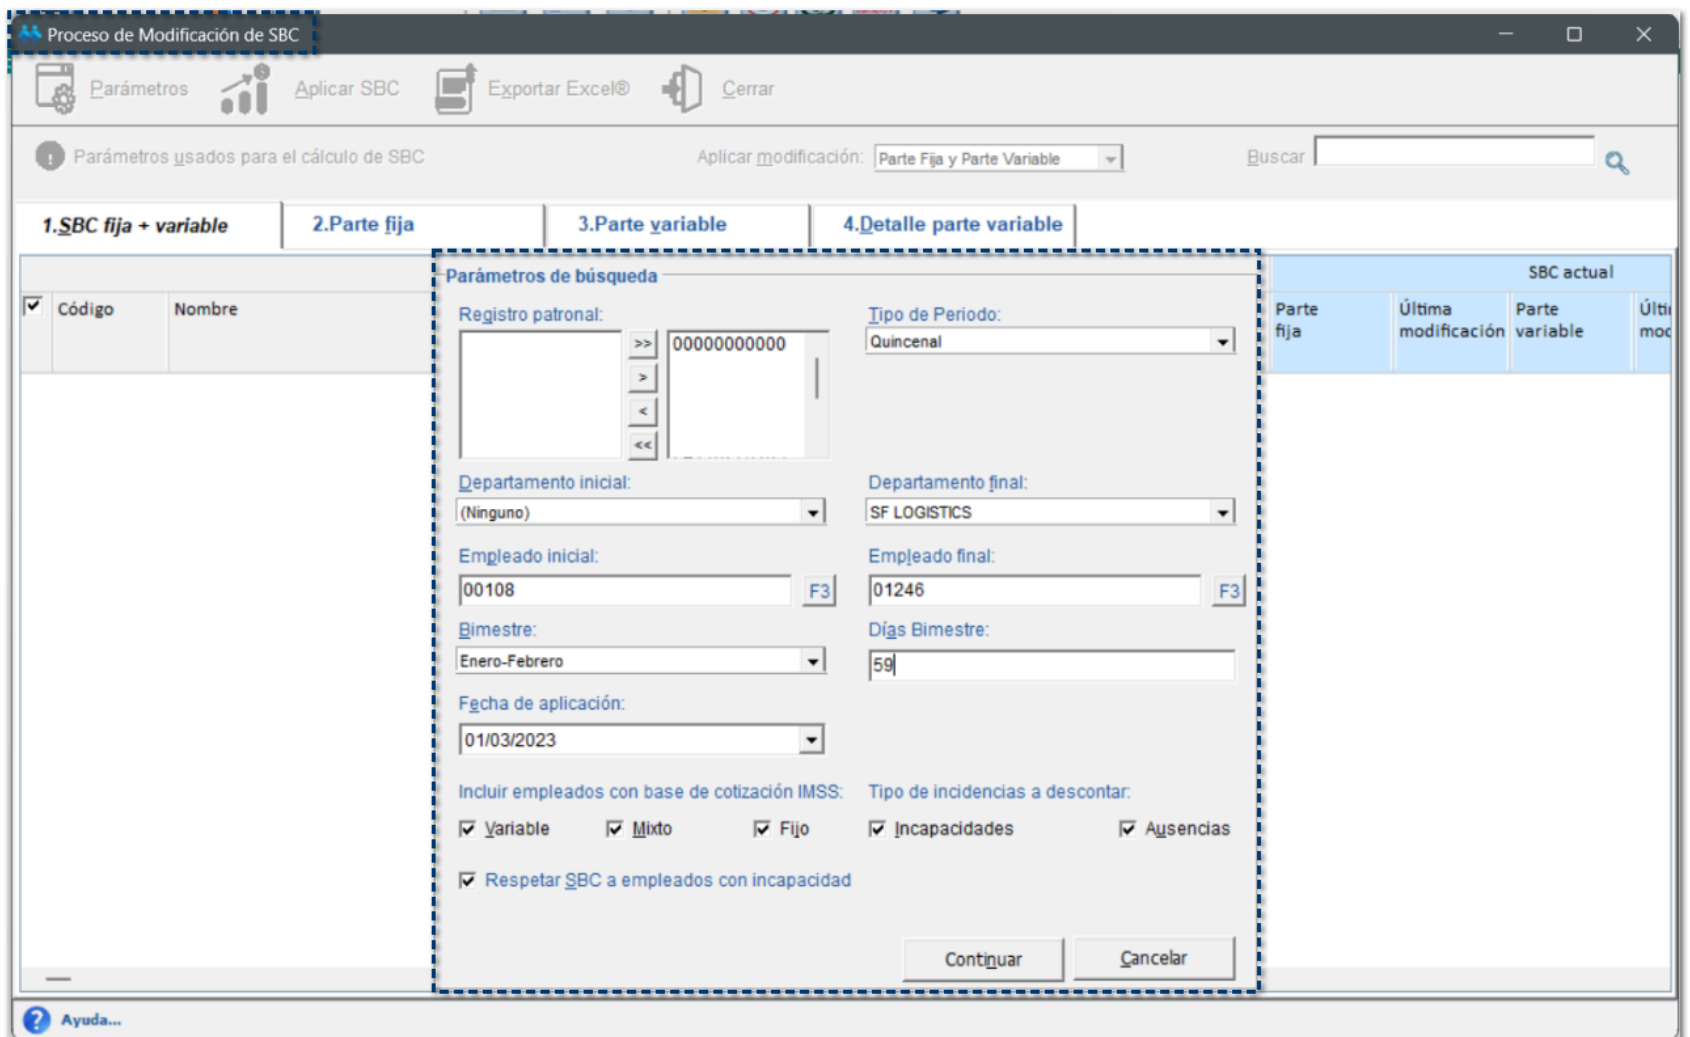 Proceso de Modificación de SBC
Parámetros Aplicar SBC Exportar Excel® Cerrar
Parámetros usados para el cálculo de SBC Aplicar modificación: Parte Fija y Parte Variable Buscar
1.SBC fija + variable 2.Parte fija 3.Parte variable 4.Detalle parte variable
SBC actual
Código Nombre Parte fija Última modificación Parte variable
Parámetros de búsqueda
Registro patronal: Tipo de Periodo:
>> 00000000000 Quincenal
>
<
<<
Departamento inicial: Departamento final:
(Ninguno) SF LOGISTICS
Empleado inicial: Empleado final:
00108 F3 01246 F3
Bimestre: Días Bimestre:
Enero-Febrero 59
Fecha de aplicación:
01/03/2023
Incluir empleados con base de cotización IMSS: Tipo de incidencias a descontar:
Variable Mixto Fijo Incapacidades Ausencias
Respetar SBC a empleados con incapacidad
Continuar Cancelar
Ayuda...